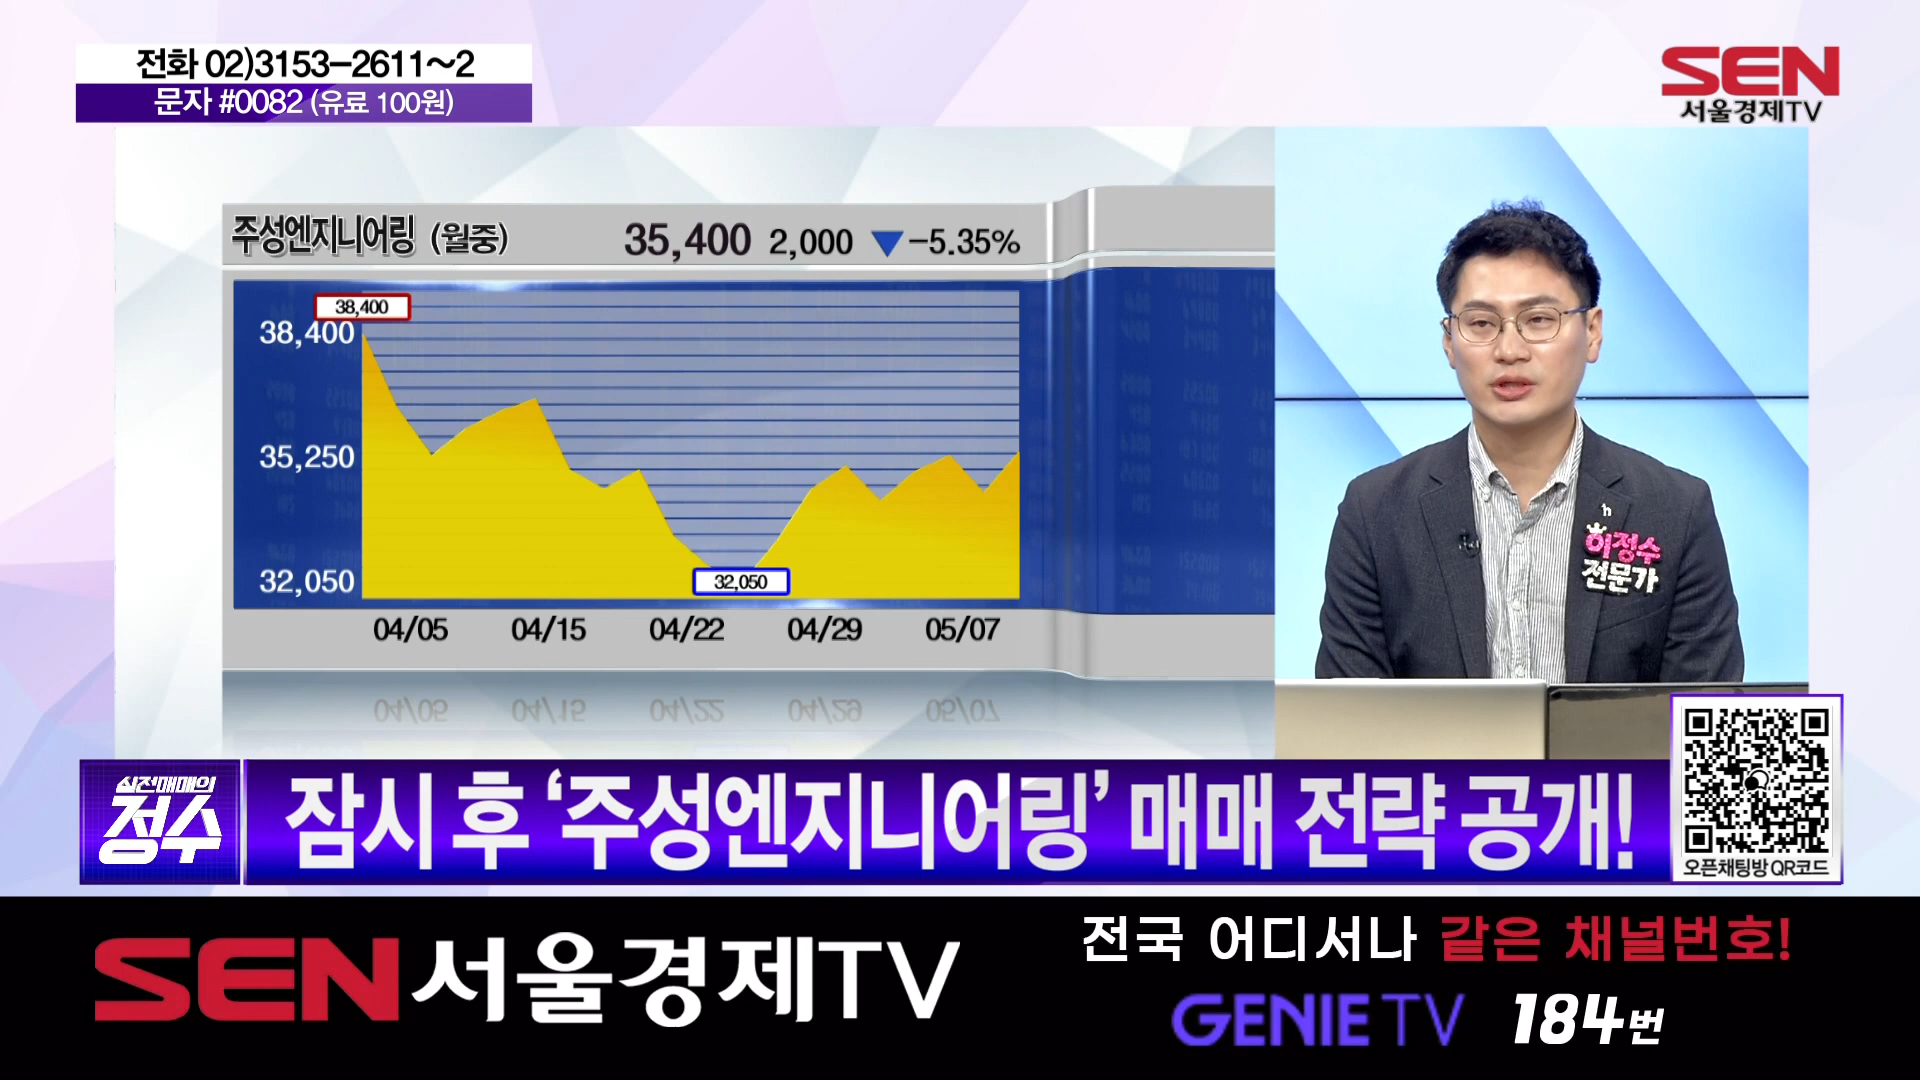 전화 02)3153-2611~2
문자 #0082 (유료 100원)
SEN
서울경제TV
주성엔지니어링 (월중) 35,400 2,000 ▼-5.35%
38,400
38,400
35,250
32,050
32,050
04/05 04/15 04/22 04/29 05/07
h
허정수
전문가
실전매매의
정수
잠시 후 ‘주성엔지니어링’ 매매 전략 공개!
오픈채팅방 QR코드
SEN서울경제TV
전국 어디서나 같은 채널번호!
GENIE TV 184번